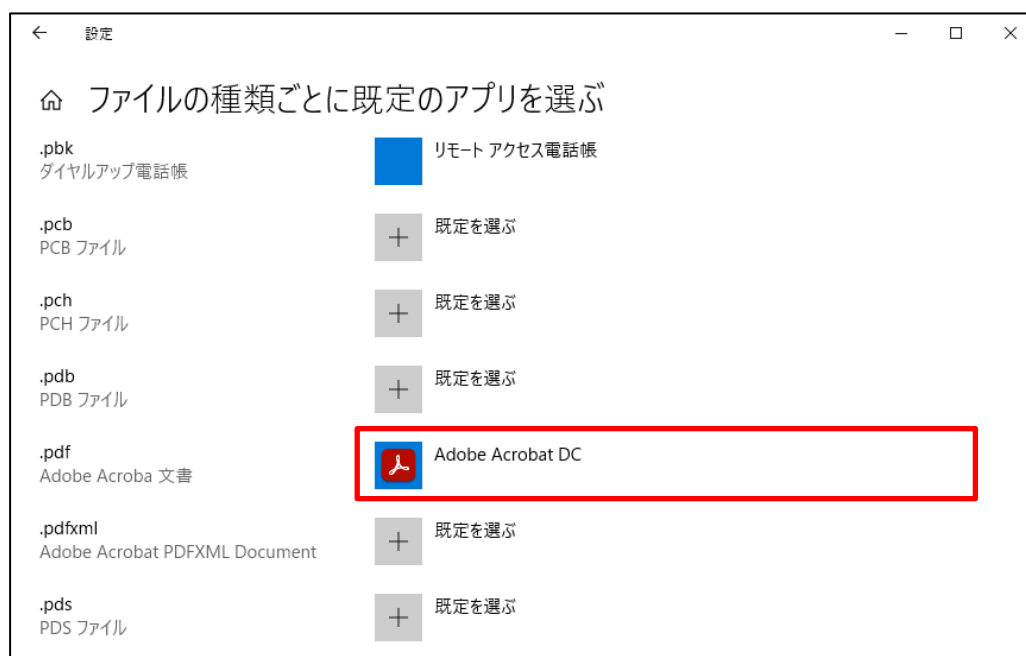 設定
ファイルの種類ごとに既定のアプリを選ぶ
.pbk
ダイヤルアップ電話帳
リモート アクセス電話帳
.pcb
PCB ファイル
既定を選ぶ
.pch
PCH ファイル
既定を選ぶ
.pdb
PDB ファイル
既定を選ぶ
.pdf
Adobe Acroba 文書
Adobe Acrobat DC
.pdfxml
Adobe Acrobat PDFXML Document
既定を選ぶ
.pds
PDS ファイル
既定を選ぶ